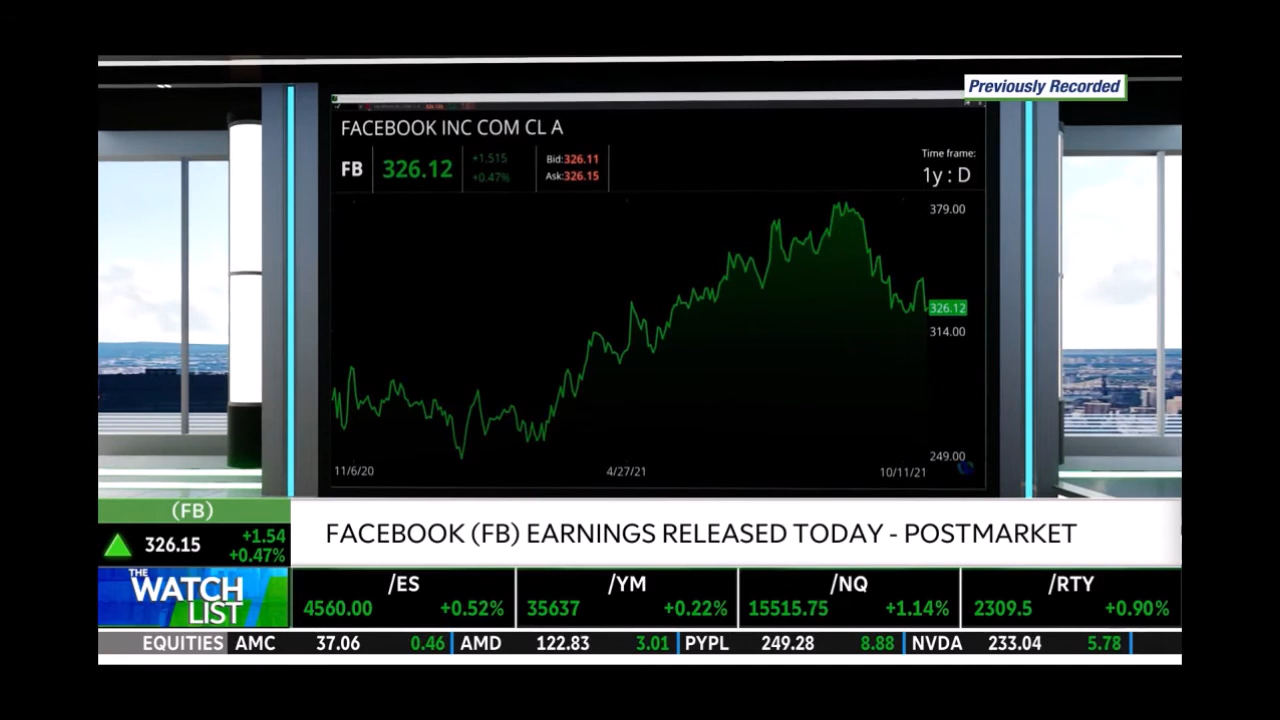 Previously Recorded
FACEBOOK INC COM CL A
FB
326.12
+1.515
+0.47%
Bid:326.11
Ask:326.15
Time frame:
1y : D
379.00
326.12
314.00
249.00
11/6/20
4/27/21
10/11/21
(FB)
326.15
+1.54
+0.47%
FACEBOOK (FB) EARNINGS RELEASED TODAY - POSTMARKET
THE
WATCH
LIST
/ES
4560.00 +0.52%
/YM
35637 +0.22%
/NQ
15515.75 +1.14%
/RTY
2309.5 +0.90%
EQUITIES AMC 37.06 0.46 AMD 122.83 3.01 PYPL 249.28 8.88 NVDA 233.04 5.78